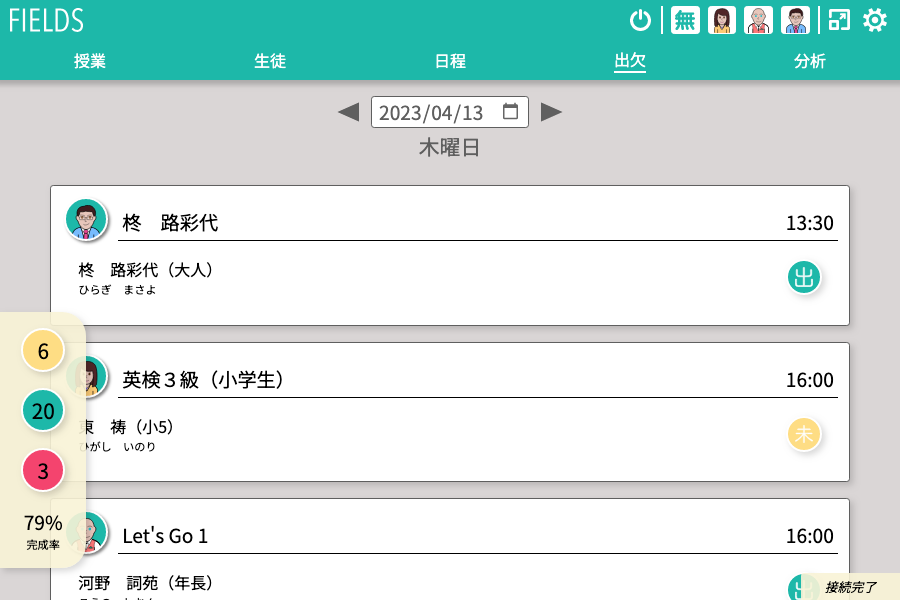 FIELDS
無
授業 生徒 日程 出欠 分析
2023/04/13
木曜日
柊　路彩代 13:30
柊　路彩代（大人）
ひらぎ　まさよ
出
6
英検３級（小学生） 16:00
20
東　祷（小5）
ひがし　いのり
未
3
79%
完成率
Let's Go 1 16:00
河野　詞苑（年長）
出
接続完了